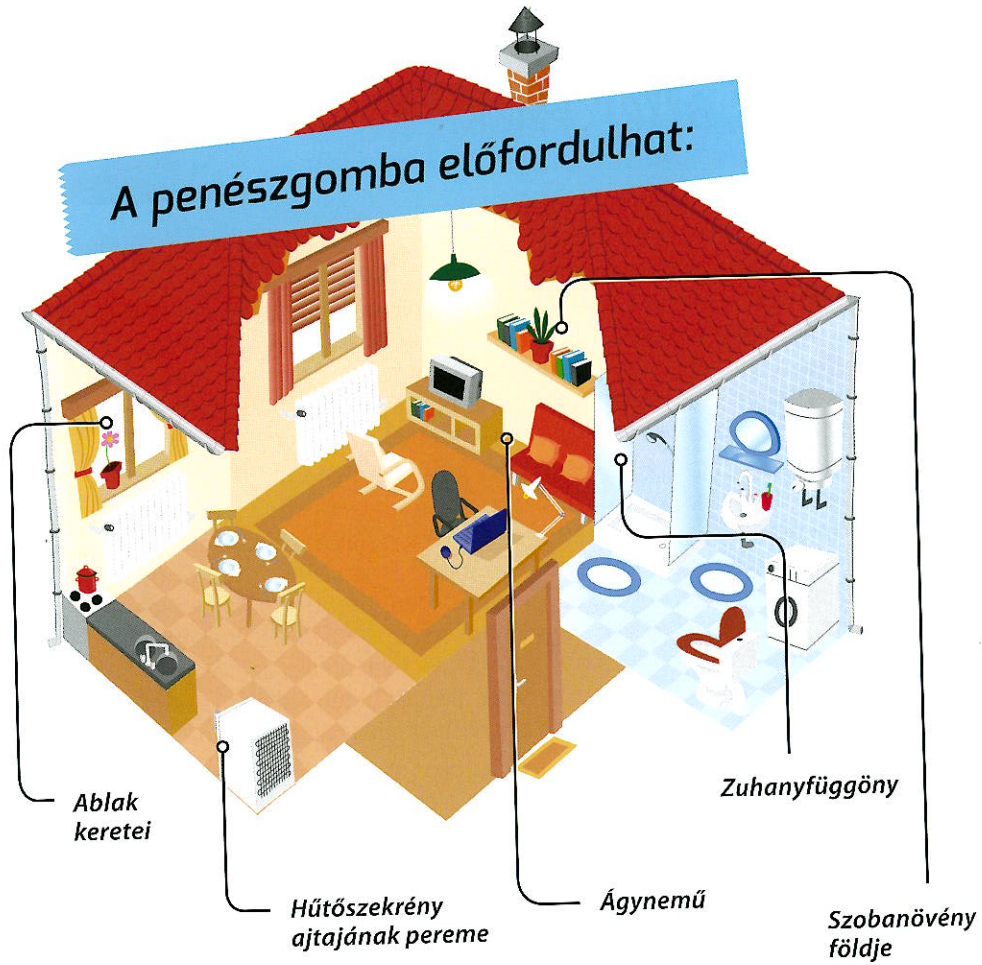 A penészgomba előfordulhat:
Ablak
keretei
Hűtőszekrény
ajtajának pereme
Ágynemű
Zuhanyfüggöny
Szobanövény
földje